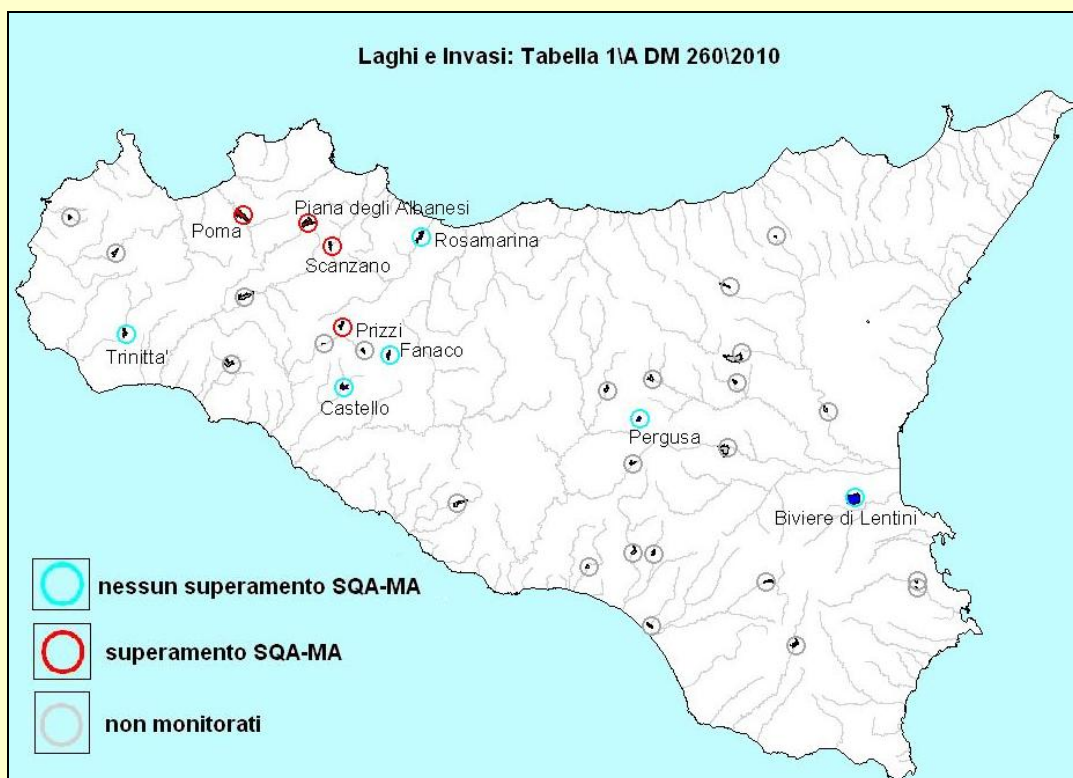 Laghi e Invasi: Tabella 1\A DM 260\2010
Piana degli Albanesi
Poma
Rosamarina
Scanzano
Prizzi
Trinitta'
Fanaco
Castello
Pergusa
Biviere di Lentini
nessun superamento SQA-MA
superamento SQA-MA
non monitorati